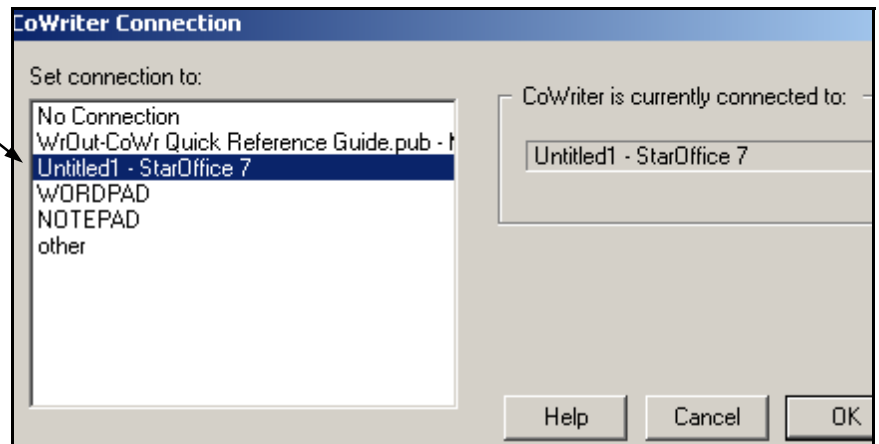 CoWriter Connection
Set connection to:
No Connection
WrOut-CoWr Quick Reference Guide.pub -
Untitled1 - StarOffice 7
WORDPAD
NOTEPAD
other
CoWriter is currently connected to:
Untitled1 - StarOffice 7
Help
Cancel
OK